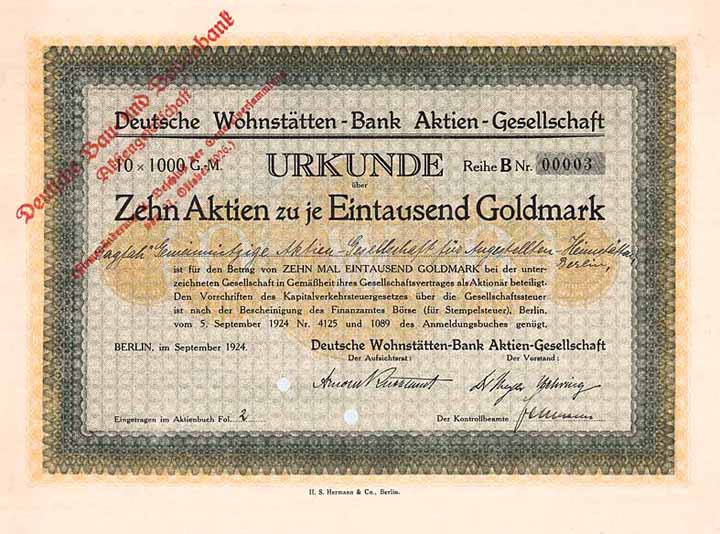 Deutsche Bau- und Bodenbank
Aktiengesellschaft
Deutsche Wohnstätten-Bank Aktien-Gesellschaft
10 × 1000 G.-M. URKUNDE Reihe B Nr. 00003
über
Zehn Aktien zu je Eintausend Goldmark
"Gagfah" Gemeinnützige Aktien-Gesellschaft für Angestellten-Heimstätten,
Berlin,
ist für den Betrag von ZEHN MAL EINTAUSEND GOLDMARK bei der unter-
zeichneten Gesellschaft in Gemäßheit ihres Gesellschaftsvertrages als Aktionär beteiligt.
Den Vorschriften des Kapitalverkehrsteuergesetzes über die Gesellschaftssteuer
ist nach der Bescheinigung des Finanzamtes Börse (für Stempelsteuer), Berlin,
vom 5. September 1924 Nr. 4125 und 1089 des Anmeldungsbuches genügt.
BERLIN, im September 1924. Deutsche Wohnstätten-Bank Aktien-Gesellschaft
Der Aufsichtsrat: Der Vorstand:
Eingetragen im Aktienbuch Fol. 2 Der Kontrollbeamte
H. S. Hermann & Co., Berlin.